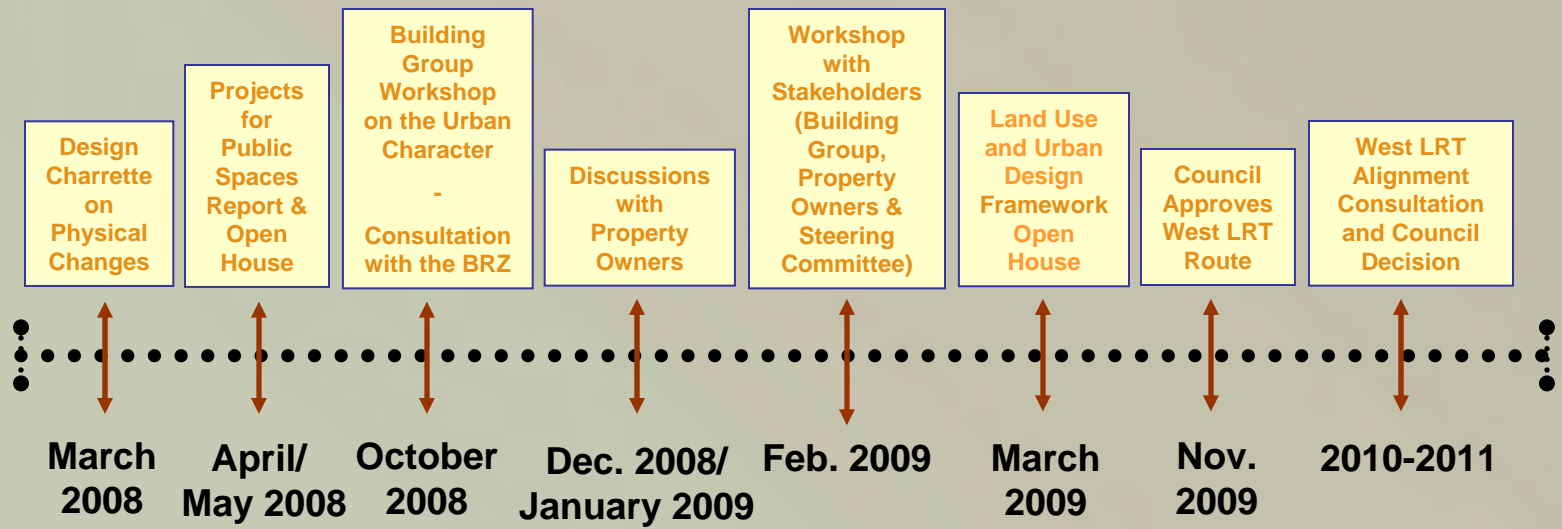 Design
Charrette
on
Physical
Changes
Projects
for
Public
Spaces
Report &
Open
House
Building
Group
Workshop
on the Urban
Character
-
Consultation
with the BRZ
Discussions
with
Property
Owners
Workshop
with
Stakeholders
(Building
Group,
Property
Owners &
Steering
Committee)
Land Use
and Urban
Design
Framework
Open
House
Council
Approves
West LRT
Route
West LRT
Alignment
Consultation
and Council
Decision
March
2008
April/
May 2008
October
2008
Dec. 2008/
January 2009
Feb. 2009
March
2009
Nov.
2009
2010-2011